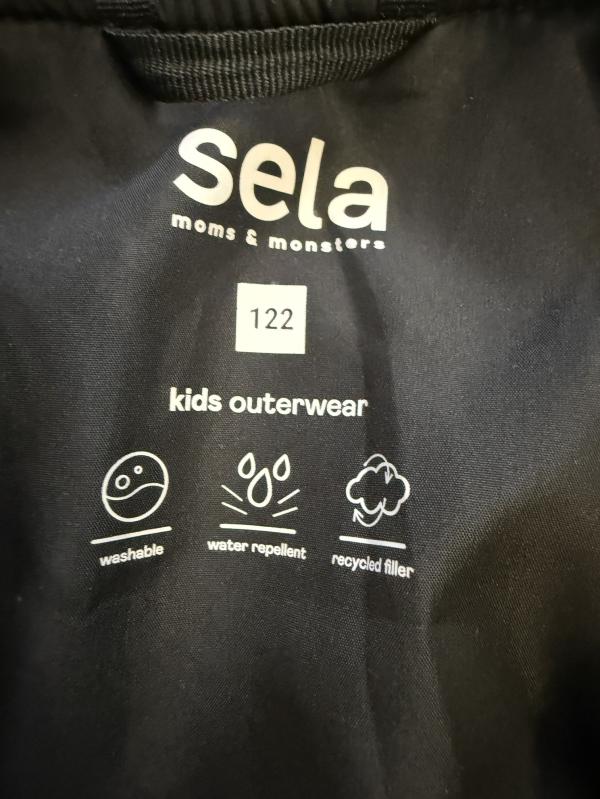 sela
moms & monsters
122
kids outerwear
washable
water repellent
recycled filler